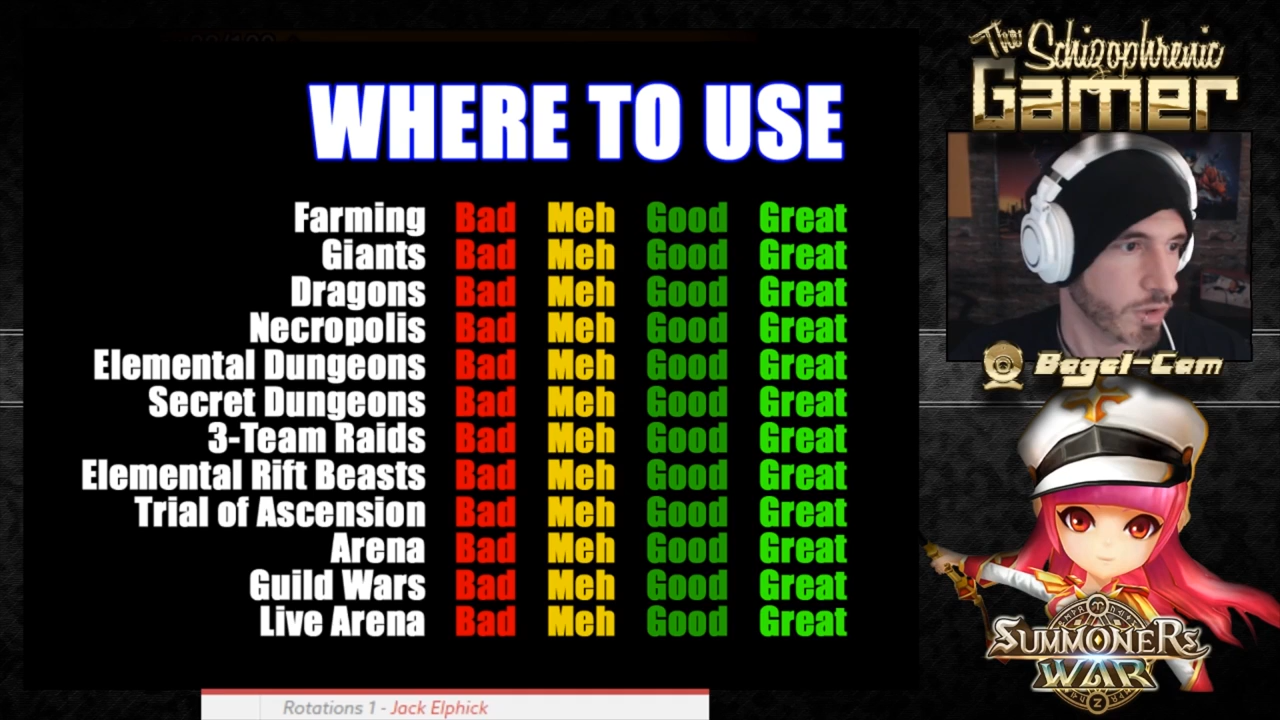 The Schizophrenic
Gamer
WHERE TO USE
Farming Bad Meh Good Great
Giants Bad Meh Good Great
Dragons Bad Meh Good Great
Necropolis Bad Meh Good Great
Elemental Dungeons Bad Meh Good Great
Secret Dungeons Bad Meh Good Great
3-Team Raids Bad Meh Good Great
Elemental Rift Beasts Bad Meh Good Great
Trial of Ascension Bad Meh Good Great
Arena Bad Meh Good Great
Guild Wars Bad Meh Good Great
Live Arena Bad Meh Good Great
Bagel-Cam
SUMMONERS
WAR
Rotations 1 - Jack Elphick